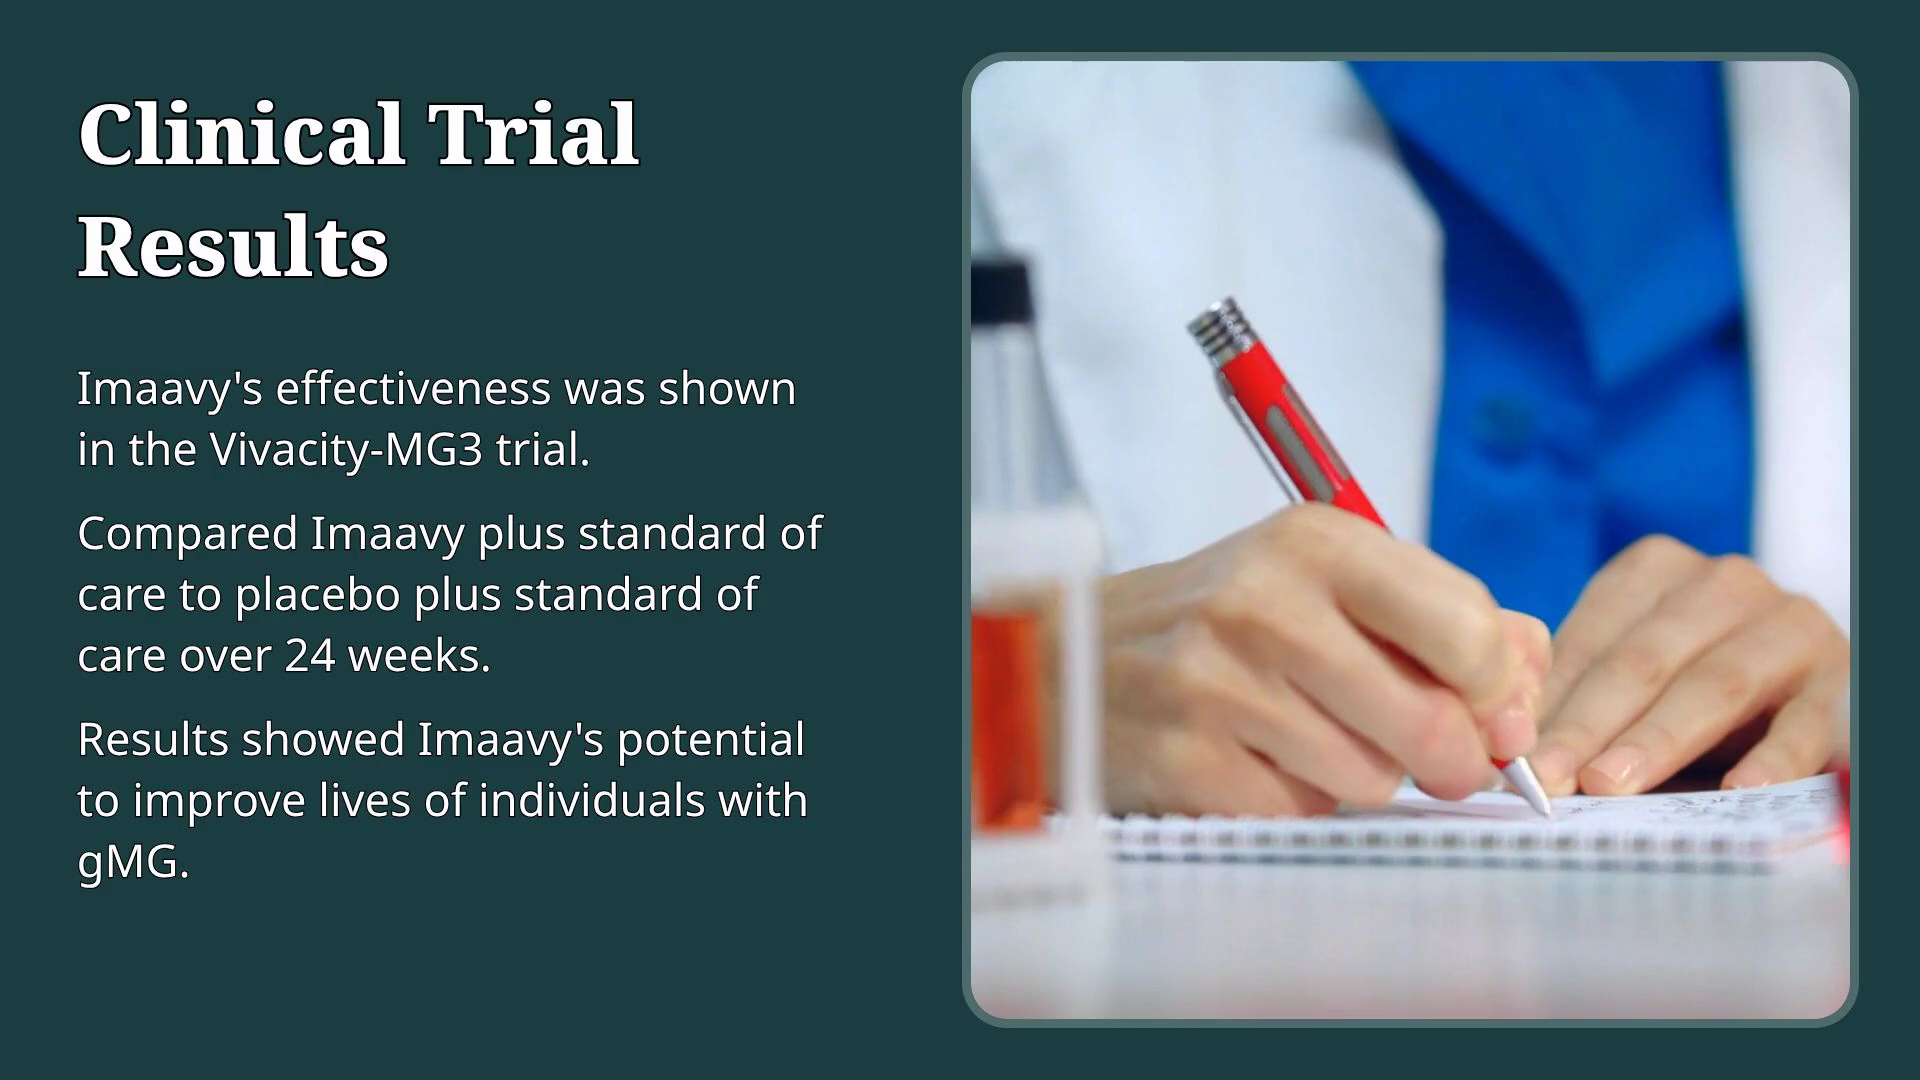 Clinical Trial
Results
Imaavy's effectiveness was shown
in the Vivacity-MG3 trial.
Compared Imaavy plus standard of
care to placebo plus standard of
care over 24 weeks.
Results showed Imaavy's potential
to improve lives of individuals with
gMG.